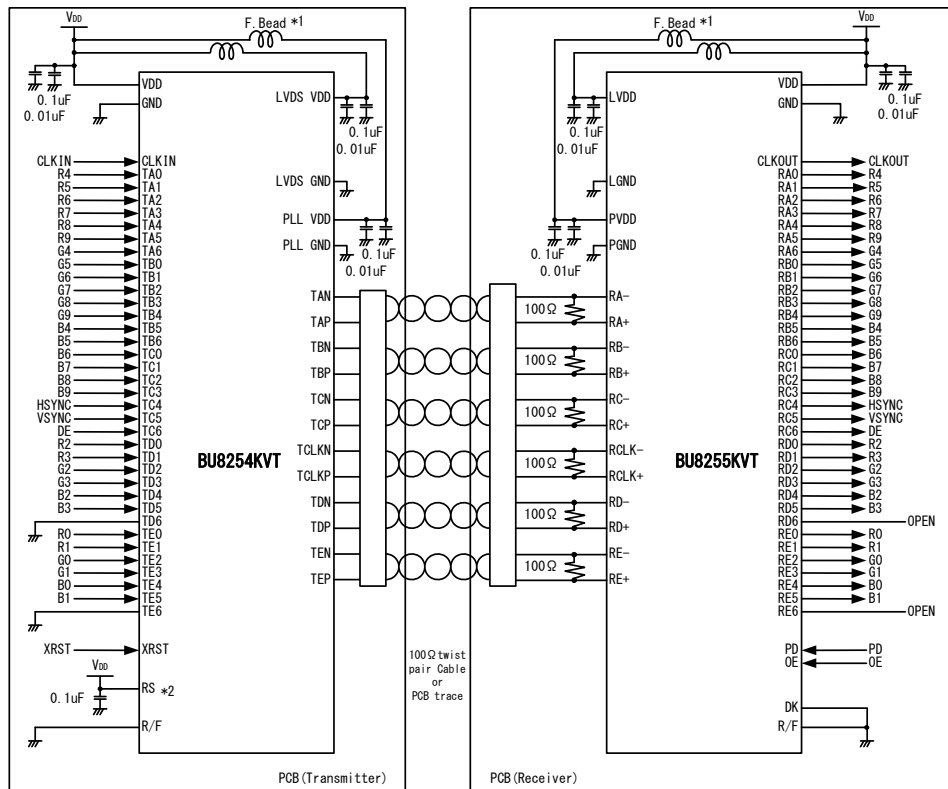 VDD
F.Bead *1
0.1uF
0.01uF
VDD
GND
LVDS VDD
0.1uF
0.01uF
CLKIN CLKIN
R4 TA0
R5 TA1
R6 TA2
R7 TA3
R8 TA4
R9 TA5
G4 TA6
G5 TB0
G6 TB1
G7 TB2
G8 TB3
G9 TB4
B4 TB5
B5 TB6
B6 TC0
B7 TC1
B8 TC2
B9 TC3
HSYNC TC4
VSYNC TC5
DE TC6
R2 TD0
R3 TD1
G2 TD2
G3 TD3
B2 TD4
B3 TD5
TD6
R0 TE0
R1 TE1
G0 TE2
G1 TE3
B0 TE4
B1 TE5
TE6
XRST XRST
VDD
0.1uF
RS *2
R/F
LVDS GND
PLL VDD
PLL GND
0.1uF
0.01uF
TAN
TAP
TBN
TBP
TCN
TCP
TCLKN
TCLKP
TDN
TDP
TEN
TEP
BU8254KVT
PCB(Transmitter)
100Ω twist
pair Cable
or
PCB trace
F.Bead *1
VDD
0.1uF
0.01uF
LVDD
0.1uF
0.01uF
LGND
PVDD
PGND
0.1uF
0.01uF
100Ω
RA-
RA+
100Ω
RB-
RB+
100Ω
RC-
RC+
100Ω
RCLK-
RCLK+
100Ω
RD-
RD+
100Ω
RE-
RE+
BU8255KVT
VDD
GND
CLKOUT CLKOUT
RA0 R4
RA1 R5
RA2 R6
RA3 R7
RA4 R8
RA5 R9
RA6 G4
RB0 G5
RB1 G6
RB2 G7
RB3 G8
RB4 G9
RB5 B4
RB6 B5
RC0 B6
RC1 B7
RC2 B8
RC3 B9
RC4 HSYNC
RC5 VSYNC
RC6 DE
RD0 R2
RD1 R3
RD2 G2
RD3 G3
RD4 B2
RD5 B3
RD6 OPEN
RE0 R0
RE1 R1
RE2 G0
RE3 G1
RE4 B0
RE5 B1
RE6 OPEN
PD PD
OE OE
DK
R/F
PCB(Receiver)